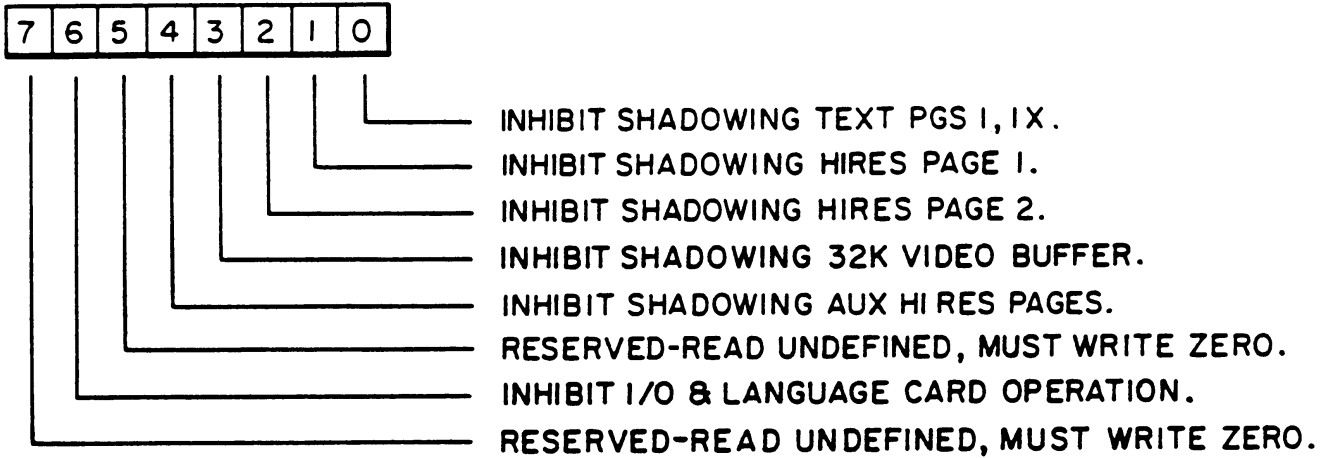 7 6 5 4 3 2 1 0
INHIBIT SHADOWING TEXT PGS 1, 1X.
INHIBIT SHADOWING HIRES PAGE 1.
INHIBIT SHADOWING HIRES PAGE 2.
INHIBIT SHADOWING 32K VIDEO BUFFER.
INHIBIT SHADOWING AUX HIRES PAGES.
RESERVED-READ UNDEFINED, MUST WRITE ZERO.
INHIBIT I/O & LANGUAGE CARD OPERATION.
RESERVED-READ UNDEFINED, MUST WRITE ZERO.